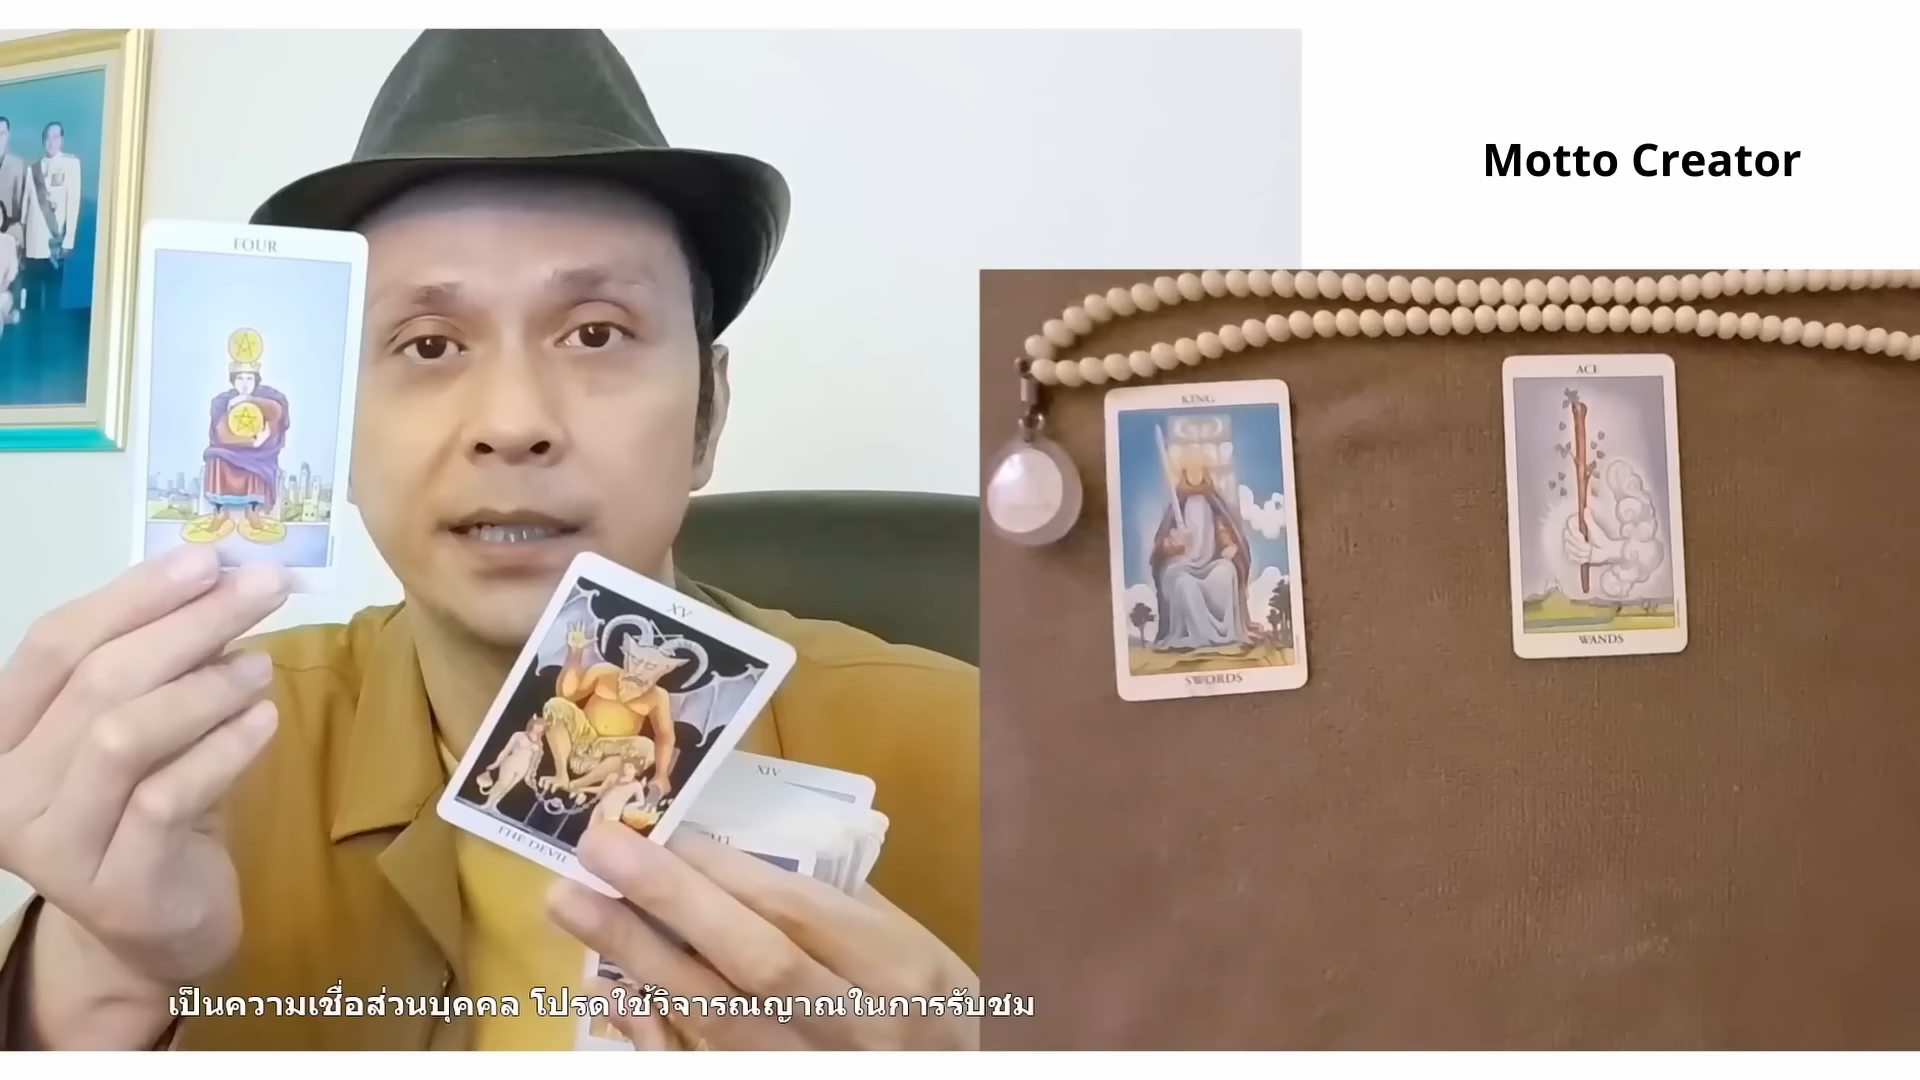 Motto Creator
FOUR
XV
THE DEVIL
XIV
KING
SWORDS
ACE
WANDS
เป็นความเชื่อส่วนบุคคล โปรดใช้วิจารณญาณในการรับชม